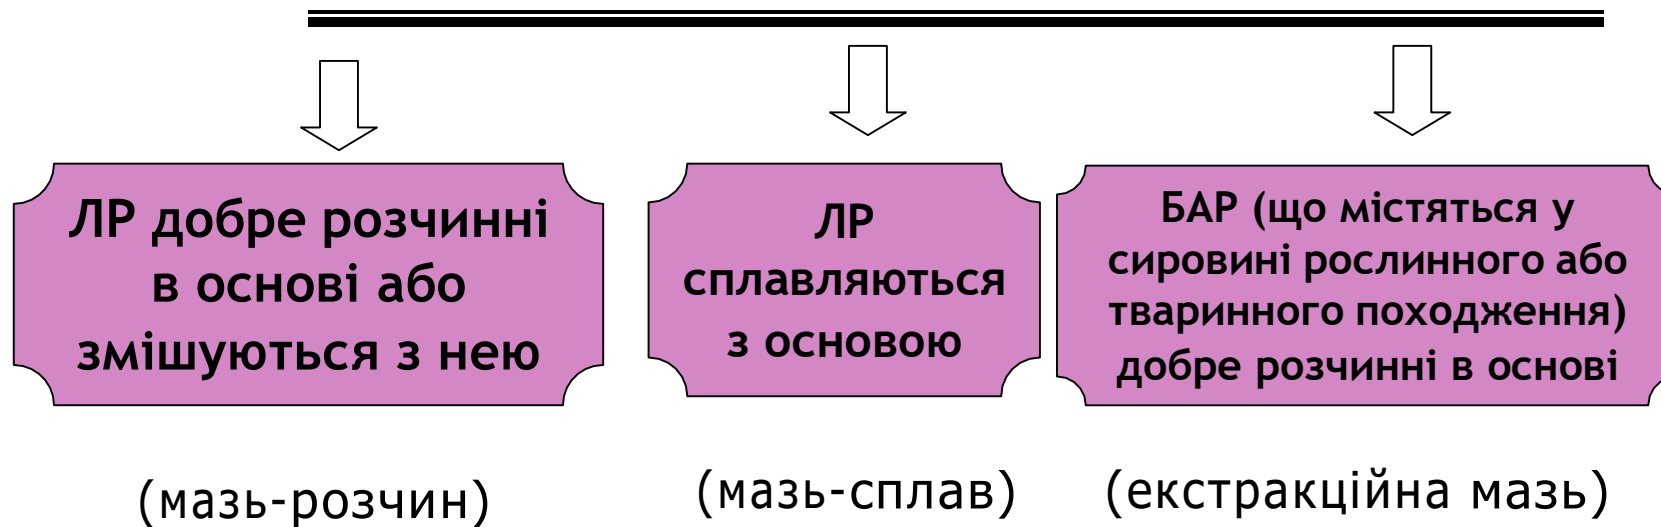 ЛР добре розчинні
в основі або
змішуються з нею
ЛР
сплавляються
з основою
БАР (що містяться у
сировині рослинного або
тваринного походження)
добре розчинні в основі
(мазь-розчин)
(мазь-сплав)
(екстракційна мазь)